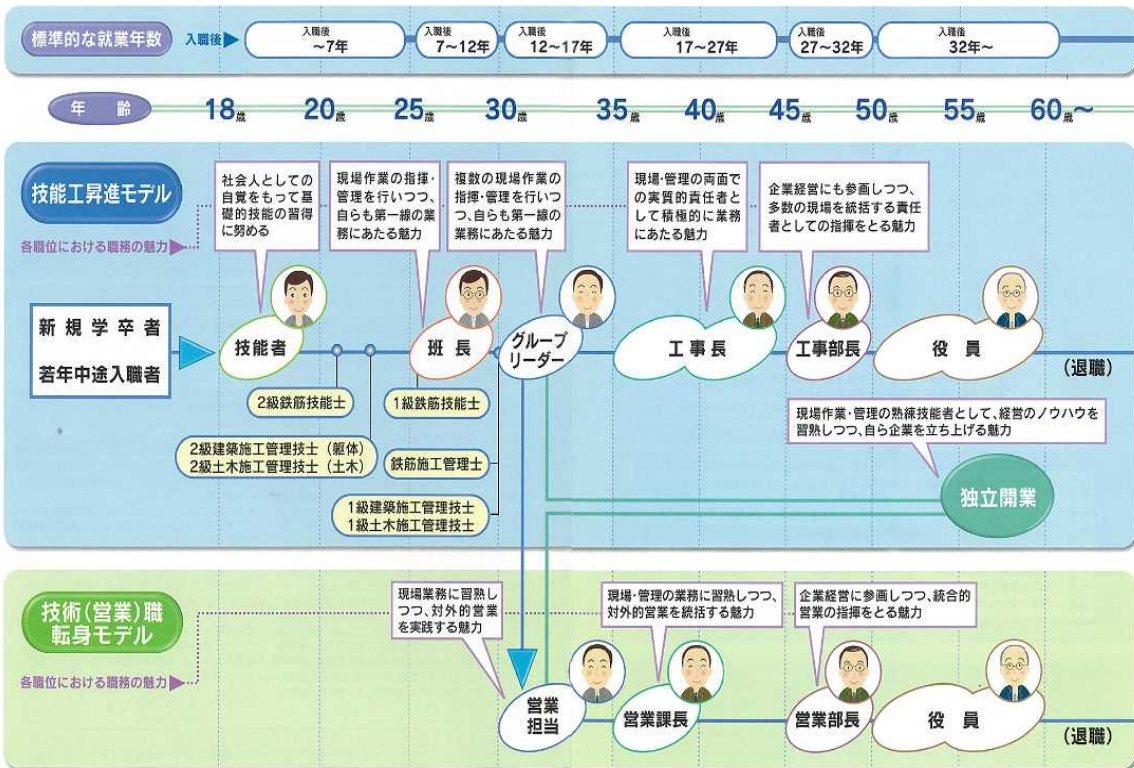 標準的な就業年数
入職後
入職後
～7年
入職後
7～12年
入職後
12～17年
入職後
17～27年
入職後
27～32年
入職後
32年～
年 齢
18歳
20歳
25歳
30歳
35歳
40歳
45歳
50歳
55歳
60歳～
技能工昇進モデル
各職位における職務の魅力
社会人としての
自覚をもって基
礎的技能の習得
に努める
現場作業の指揮・
管理を行いつつ、
自らも第一線の業
務にあたる魅力
複数の現場作業の
指揮・管理を行いつ
つ、自らも第一線の
業務にあたる魅力
現場・管理の両面で
の実質的責任者と
して積極的に業務
にあたる魅力
企業経営にも参画しつつ、
多数の現場を統括する責任
者としての指揮をとる魅力
新規学卒者
若年中途入職者
技能者
班長
グループ
リーダー
工事長
工事部長
役員
(退職)
2級鉄筋技能士
1級鉄筋技能士
2級建築施工管理技士（躯体）
2級土木施工管理技士（土木）
鉄筋施工管理士
1級建築施工管理技士
1級土木施工管理技士
現場作業・管理の熟練技能者として、経営のノウハウを
習熟しつつ、自ら企業を立ち上げる魅力
独立開業
技術(営業)職
転身モデル
各職位における職務の魅力
現場業務に習熟し
つつ、対外的営業
を実践する魅力
現場・管理の業務に習熟しつつ、
対外的営業を統括する魅力
企業経営に参画しつつ、統合的
営業の指揮をとる魅力
営業
担当
営業課長
営業部長
役員
(退職)